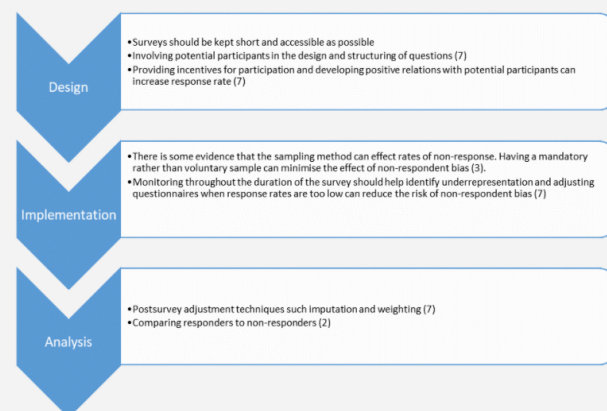 Design
•Surveys should be kept short and accessible as possible
•Involving potential participants in the design and structuring of questions (7)
•Providing incentives for participation and developing positive relations with potential participants can
increase response rate (7)
Implementation
•There is some evidence that the sampling method can effect rates of non-response. Having a mandatory
rather than voluntary sample can minimise the effect of non-respondent bias (3).
•Monitoring throughout the duration of the survey should help identify underrepresentation and adjusting
questionnaires when response rates are too low can reduce the risk of non-respondent bias (7)
Analysis
•Postsurvey adjustment techniques such imputation and weighting (7)
•Comparing responders to non-responders (2)